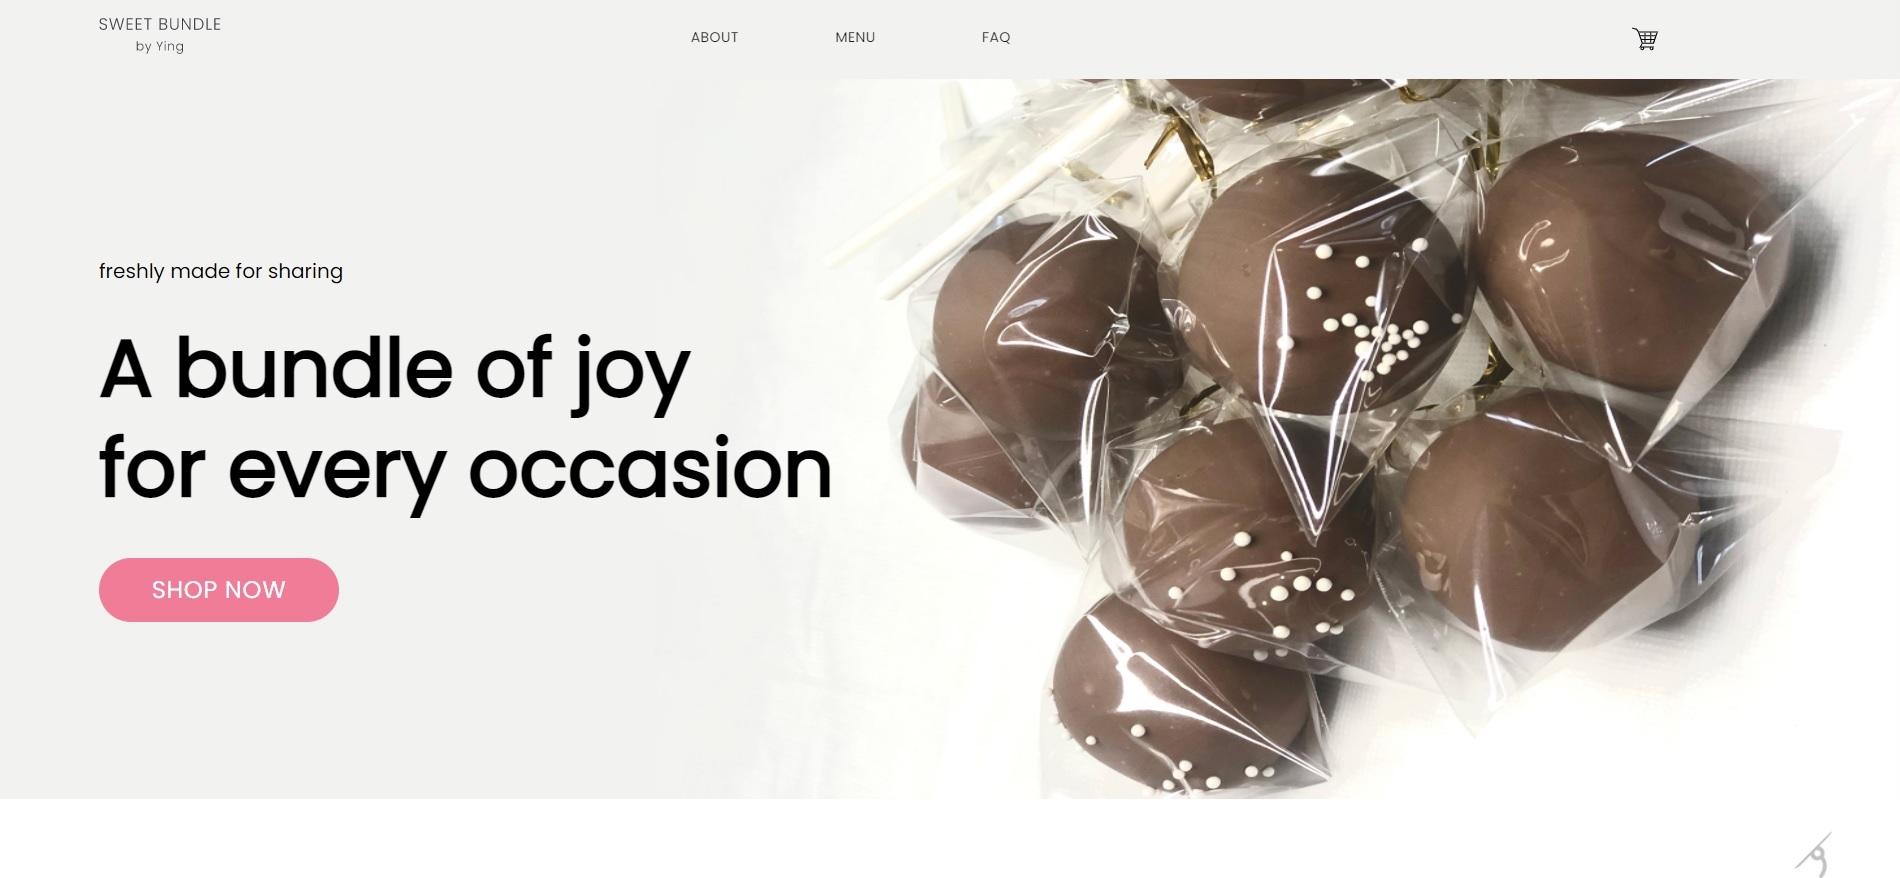 SWEET BUNDLE
by Ying
ABOUT
MENU
FAQ
freshly made for sharing
A bundle of joy
for every occasion
SHOP NOW